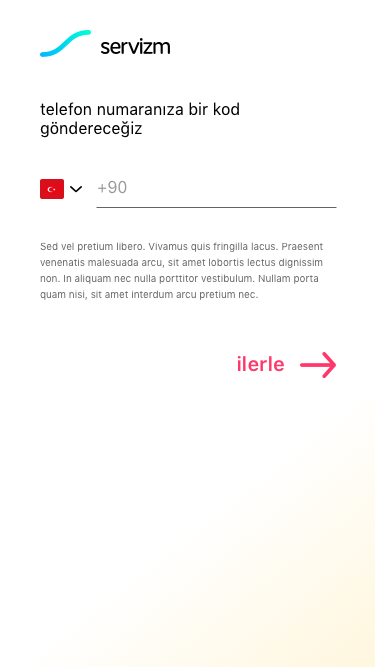 servizm
telefon numaranıza bir kod
göndereceğiz
+90
Sed vel pretium libero. Vivamus quis fringilla lacus. Praesent
venenatis malesuada arcu, sit amet lobortis lectus dignissim
non. In aliquam nec nulla porttitor vestibulum. Nullam porta
quam nisi, sit amet interdum arcu pretium nec.
ilerle